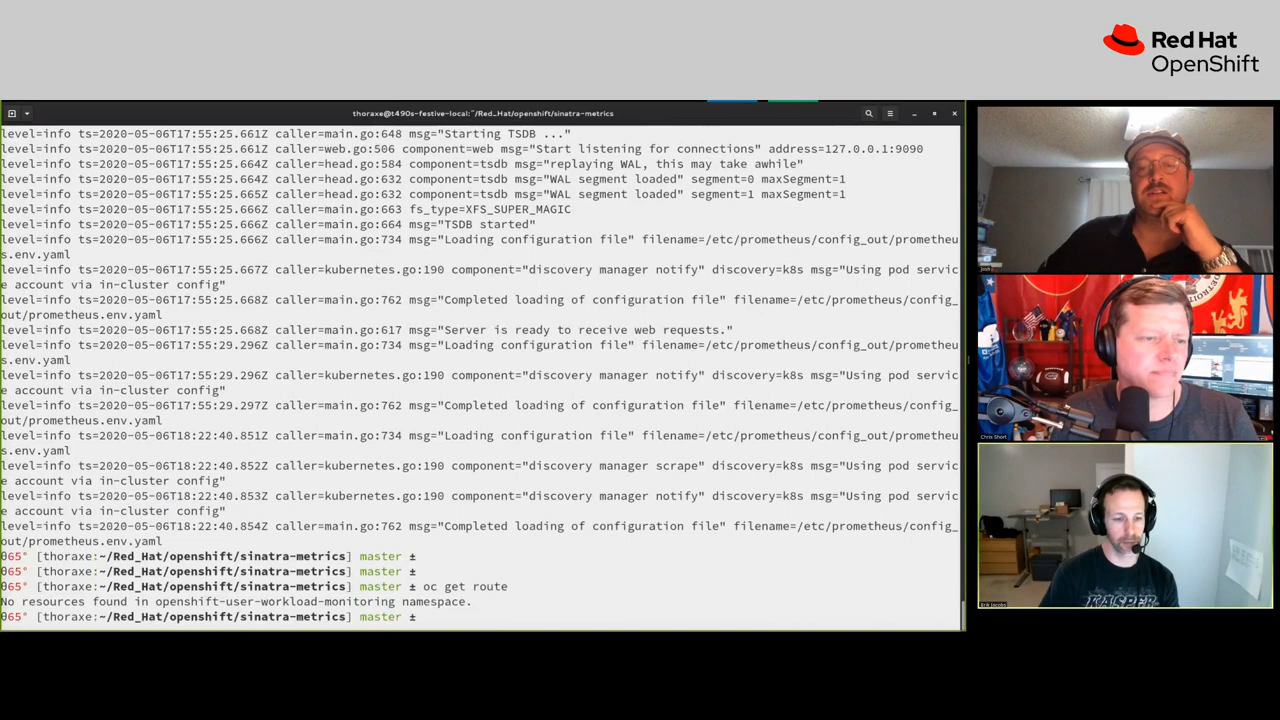 Red Hat
OpenShift
thoraxe@t490s-festive-local:~/Red_Hat/openshift/sinatra-metrics
level=info ts=2020-05-06T17:55:25.661Z caller=main.go:648 msg="Starting TSDB ..."
level=info ts=2020-05-06T17:55:25.661Z caller=web.go:506 component=web msg="Start listening for connections" address=127.0.0.1:9090
level=info ts=2020-05-06T17:55:25.664Z caller=head.go:584 component=tsdb msg="replaying WAL, this may take awhile"
level=info ts=2020-05-06T17:55:25.664Z caller=head.go:632 component=tsdb msg="WAL segment loaded" segment=0 maxSegment=1
level=info ts=2020-05-06T17:55:25.664Z caller=head.go:632 component=tsdb msg="WAL segment loaded" segment=1 maxSegment=1
level=info ts=2020-05-06T17:55:25.666Z caller=main.go:663 fs_type=XFS_SUPER_MAGIC
level=info ts=2020-05-06T17:55:25.666Z caller=main.go:664 msg="TSDB started"
level=info ts=2020-05-06T17:55:25.666Z caller=main.go:734 msg="Loading configuration file" filename=/etc/prometheus/config_out/prometheu
s.env.yaml
level=info ts=2020-05-06T17:55:25.667Z caller=kubernetes.go:190 component="discovery manager notify" discovery=k8s msg="Using pod servic
e account via in-cluster config"
level=info ts=2020-05-06T17:55:25.668Z caller=main.go:762 msg="Completed loading of configuration file" filename=/etc/prometheus/config_
out/prometheus.env.yaml
level=info ts=2020-05-06T17:55:25.668Z caller=main.go:617 msg="Server is ready to receive web requests."
level=info ts=2020-05-06T17:55:29.296Z caller=main.go:734 msg="Loading configuration file" filename=/etc/prometheus/config_out/prometheu
s.env.yaml
level=info ts=2020-05-06T17:55:29.296Z caller=kubernetes.go:190 component="discovery manager notify" discovery=k8s msg="Using pod servic
e account via in-cluster config"
level=info ts=2020-05-06T17:55:29.297Z caller=main.go:762 msg="Completed loading of configuration file" filename=/etc/prometheus/config_
out/prometheus.env.yaml
level=info ts=2020-05-06T18:22:40.851Z caller=main.go:734 msg="Loading configuration file" filename=/etc/prometheus/config_out/prometheu
s.env.yaml
level=info ts=2020-05-06T18:22:40.852Z caller=kubernetes.go:190 component="discovery manager scrape" discovery=k8s msg="Using pod servic
e account via in-cluster config"
level=info ts=2020-05-06T18:22:40.853Z caller=kubernetes.go:190 component="discovery manager notify" discovery=k8s msg="Using pod servic
e account via in-cluster config"
level=info ts=2020-05-06T18:22:40.854Z caller=main.go:762 msg="Completed loading of configuration file" filename=/etc/prometheus/config_
out/prometheus.env.yaml
θ65° [thoraxe:~/Red_Hat/openshift/sinatra-metrics] master ±
θ65° [thoraxe:~/Red_Hat/openshift/sinatra-metrics] master ±
θ65° [thoraxe:~/Red_Hat/openshift/sinatra-metrics] master ± oc get route
No resources found in openshift-user-workload-monitoring namespace.
θ65° [thoraxe:~/Red_Hat/openshift/sinatra-metrics] master ±
Josh
DETROIT
Chris Short
KASPER
Erik Jacobs